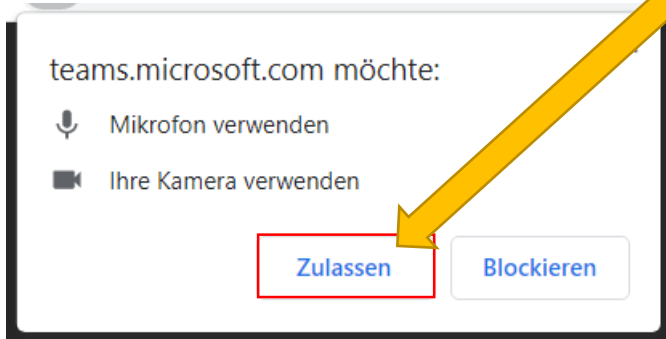 teams.microsoft.com möchte:
Mikrofon verwenden
Ihre Kamera verwenden
Zulassen Blockieren